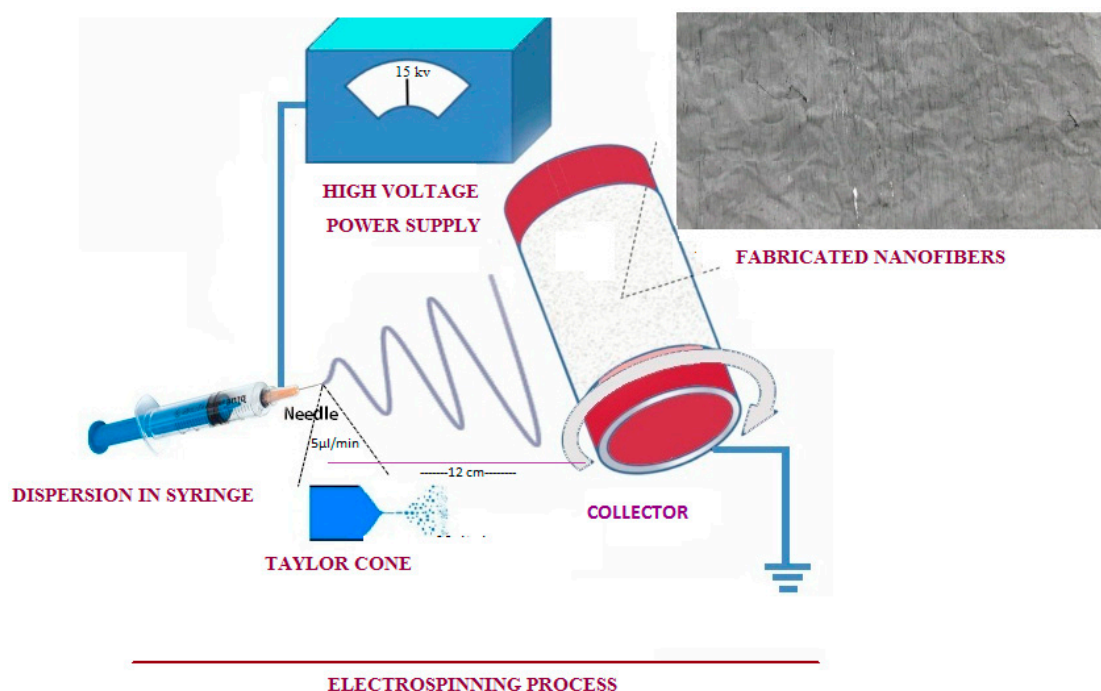 15 kv
HIGH VOLTAGE
POWER SUPPLY
FABRICATED NANOFIBERS
Needle
5µl/min
-------12 cm--------
DISPERSION IN SYRINGE
COLLECTOR
TAYLOR CONE
ELECTROSPINNING PROCESS